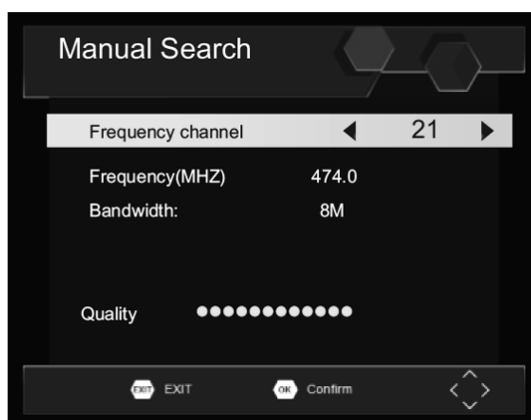 Manual Search
Frequency channel 21
Frequency(MHZ) 474.0
Bandwidth: 8M
Quality
EXIT EXIT OK Confirm